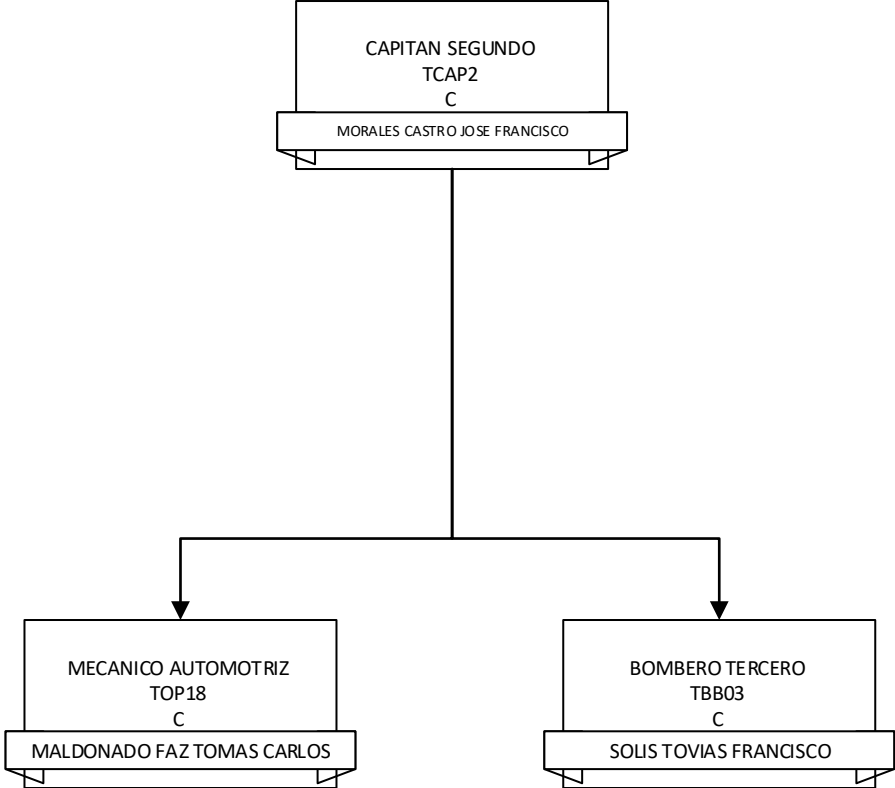 CAPITAN SEGUNDO
TCAP2
C
MORALES CASTRO JOSE FRANCISCO
MECANICO AUTOMOTRIZ
TOP18
C
MALDONADO FAZ TOMAS CARLOS
BOMBERO TERCERO
TBB03
C
SOLIS TOVIAS FRANCISCO